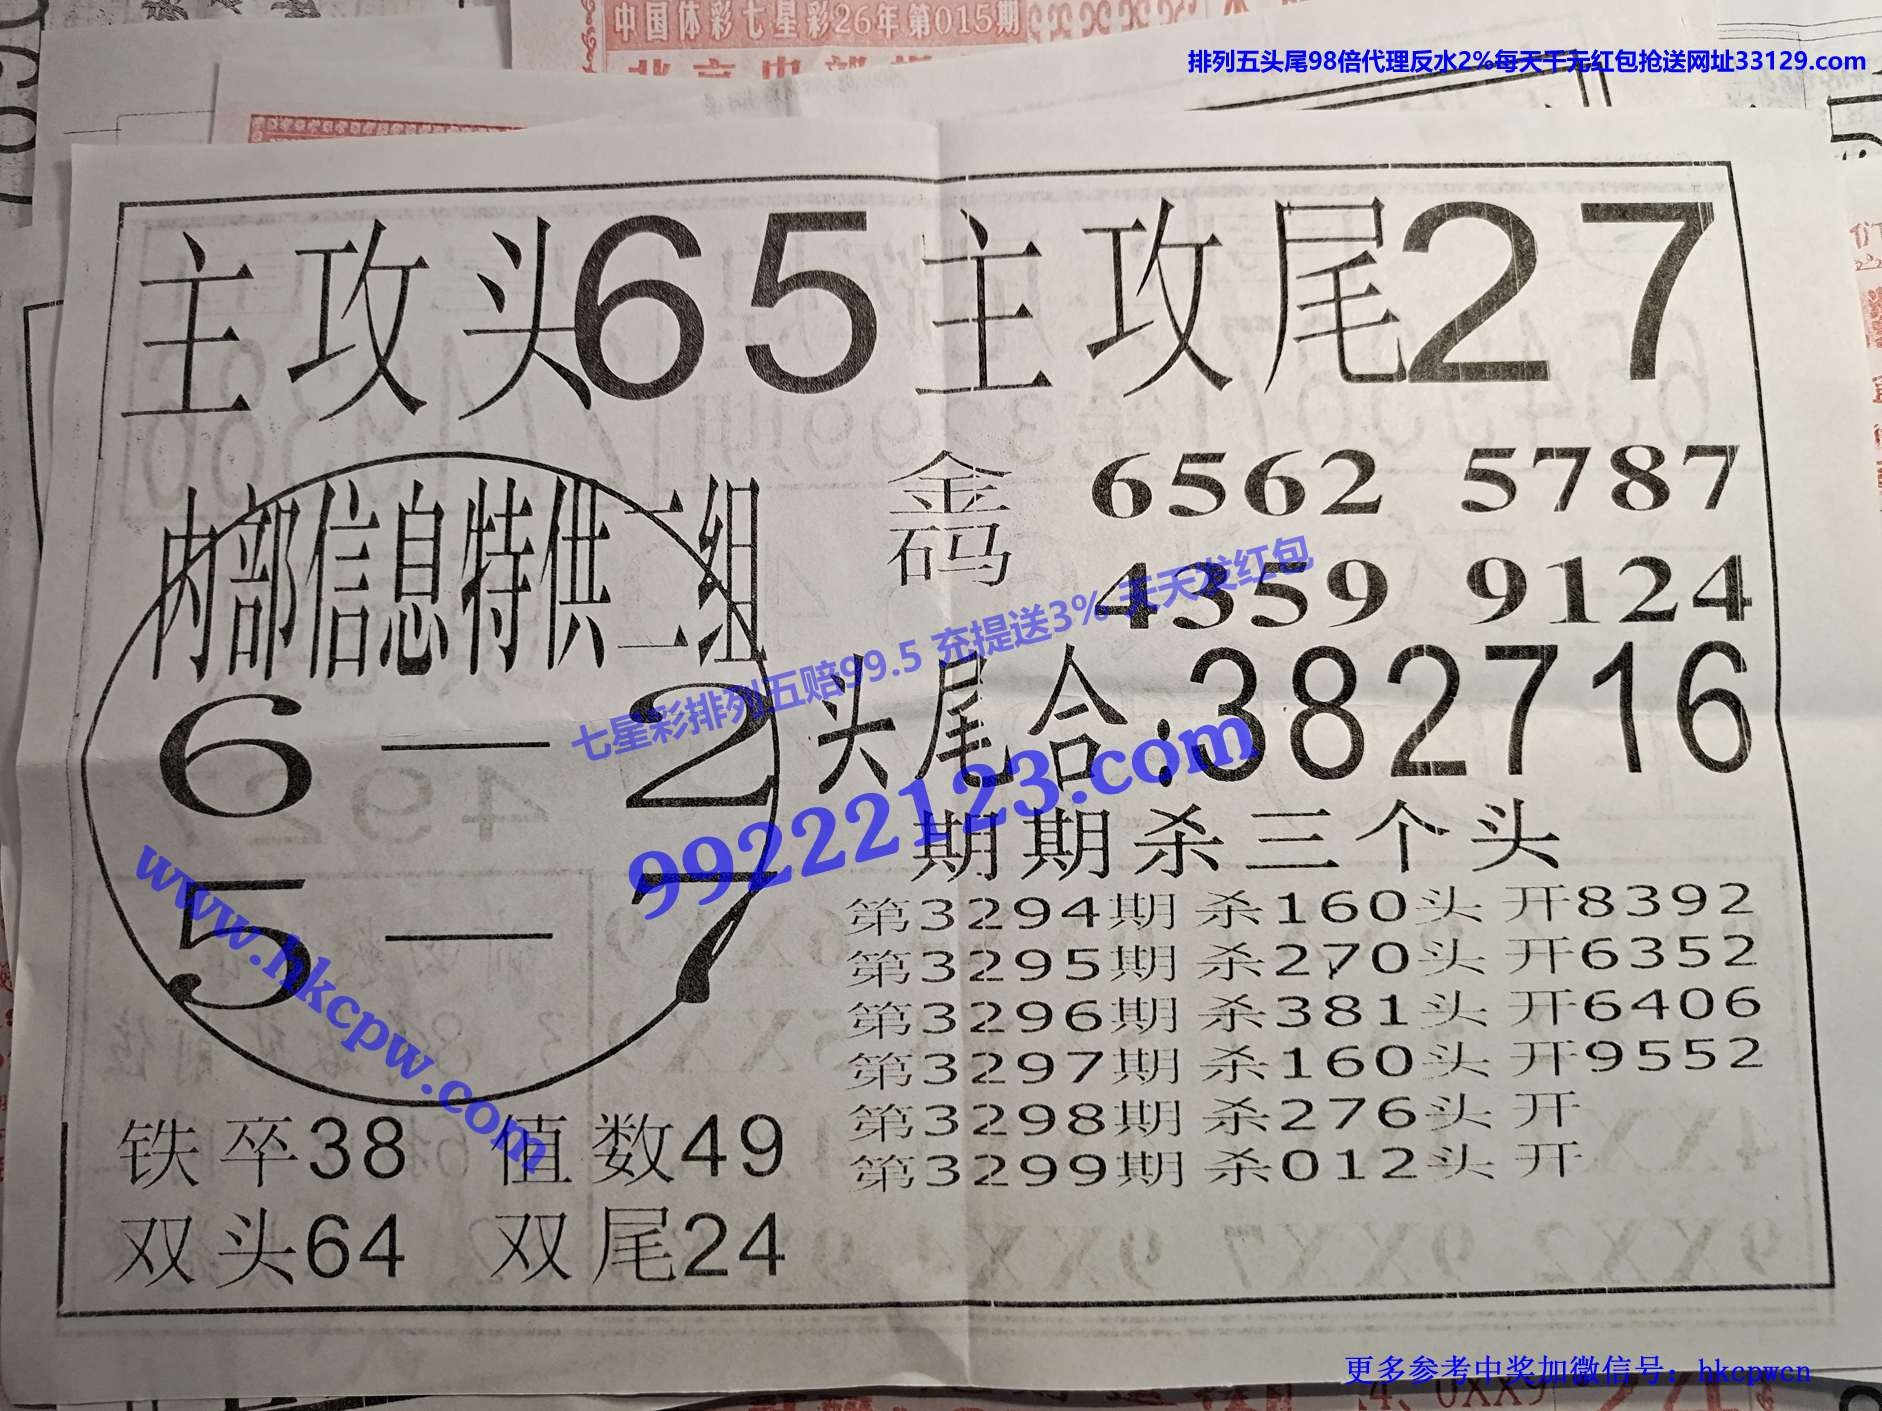 中国体彩七星彩26年第015期
排列五头尾98倍代理反水2%每天千元红包抢送网址33129.com
主攻头65 主攻尾27
内部信息特供二组
6—2
5—7
金码 6562 5787
4359 9124
头尾合:382716
期期杀三个头
第3294期 杀160头 开8392
第3295期 杀270头 开6352
第3296期 杀381头 开6406
第3297期 杀160头 开9552
第3298期 杀276头 开
第3299期 杀012头 开
铁卒38 值数49
双头64 双尾24
七星彩排列五赔99.5 充提送3% 天天发红包
99222123.com
www.hkcpw.com
更多参考中奖加微信号：hkcpwcn